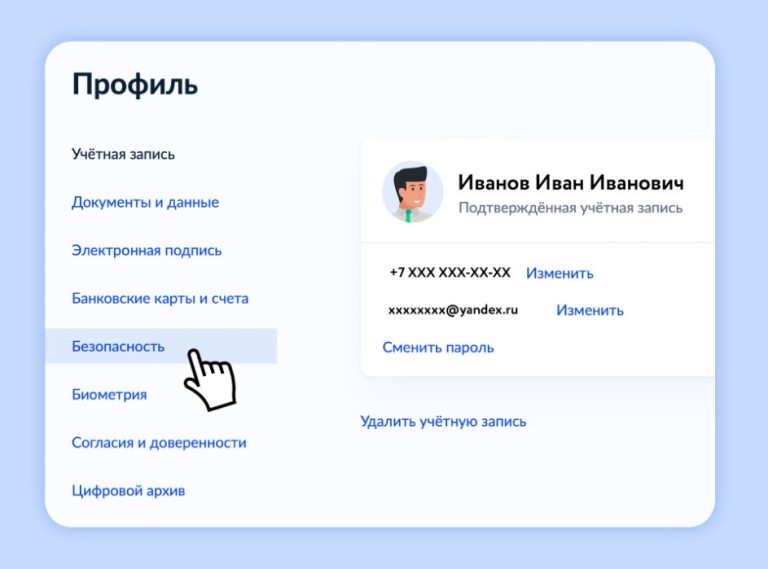 Профиль
Учётная запись
Документы и данные
Электронная подпись
Банковские карты и счета
Безопасность
Биометрия
Согласия и доверенности
Цифровой архив
Иванов Иван Иванович
Подтверждённая учётная запись
+7 XXX XXX-XX-XX Изменить
xxxxxxxx@yandex.ru Изменить
Сменить пароль
Удалить учётную запись